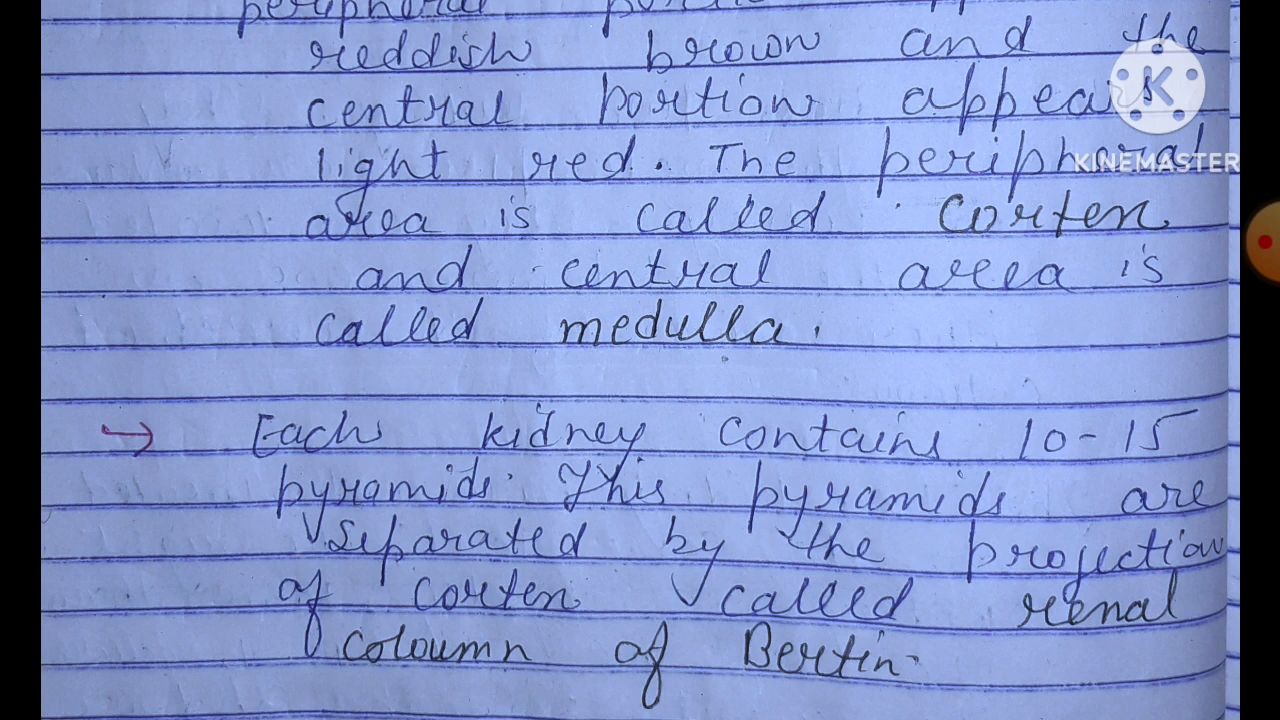 peripheral
reddish brown and the
central portion appears
light red. The peripheral
area is called cortex
and central area is
called medulla.
→ Each kidney contains 10-15
pyramids. This pyramids are
separated by the projection
of cortex called renal
coloumn of Bertin.
K
KINEMASTER